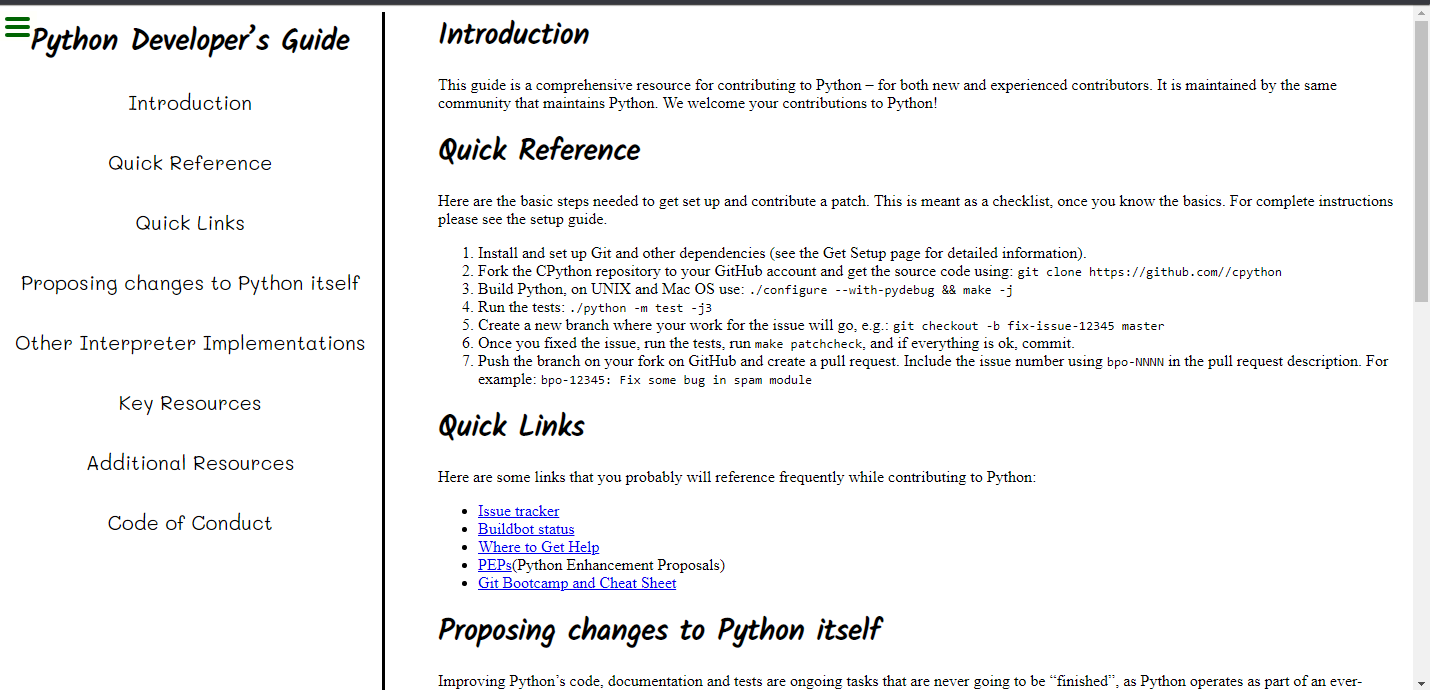 Python Developer’s Guide
Introduction
Quick Reference
Quick Links
Proposing changes to Python itself
Other Interpreter Implementations
Key Resources
Additional Resources
Code of Conduct
Introduction
This guide is a comprehensive resource for contributing to Python – for both new and experienced contributors. It is maintained by the same
community that maintains Python. We welcome your contributions to Python!
Quick Reference
Here are the basic steps needed to get set up and contribute a patch. This is meant as a checklist, once you know the basics. For complete instructions
please see the setup guide.
1. Install and set up Git and other dependencies (see the Get Setup page for detailed information).
2. Fork the CPython repository to your GitHub account and get the source code using: git clone https://github.com//cpython
3. Build Python, on UNIX and Mac OS use: ./configure --with-pydebug && make -j
4. Run the tests: ./python -m test -j3
5. Create a new branch where your work for the issue will go, e.g.: git checkout -b fix-issue-12345 master
6. Once you fixed the issue, run the tests, run make patchcheck, and if everything is ok, commit.
7. Push the branch on your fork on GitHub and create a pull request. Include the issue number using bpo-NNNN in the pull request description. For
example: bpo-12345: Fix some bug in spam module
Quick Links
Here are some links that you probably will reference frequently while contributing to Python:
• Issue tracker
• Buildbot status
• Where to Get Help
• PEPs(Python Enhancement Proposals)
• Git Bootcamp and Cheat Sheet
Proposing changes to Python itself
Improving Python’s code, documentation and tests are ongoing tasks that are never going to be “finished”, as Python operates as part of an ever-